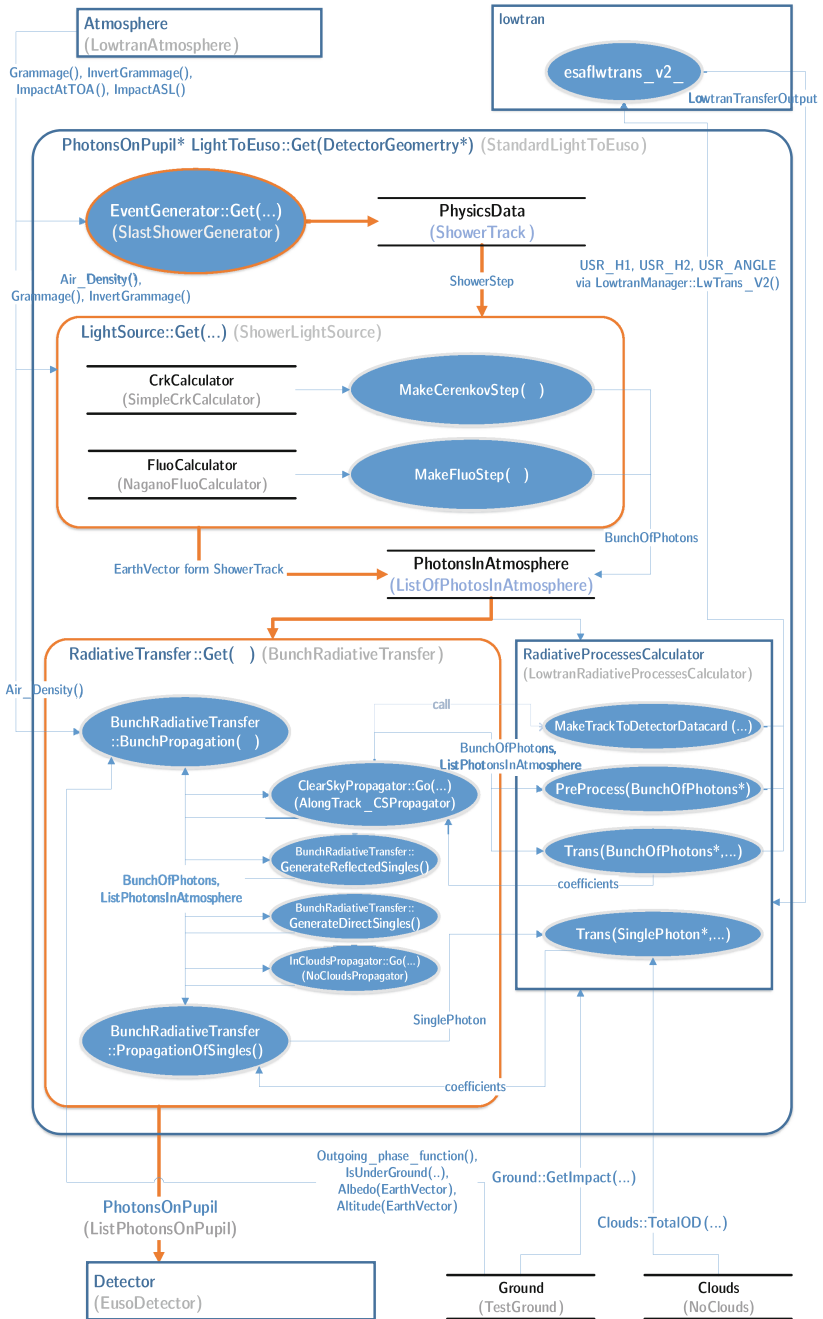 Atmosphere
(LowtranAtmosphere)
lowtran
esaflwtrans_v2_
Grammage(), InvertGrammage(),
ImpactAtTOA(), ImpactASL()
LowtranTransferOutput
PhotonsOnPupil* LightToEuso::Get(DetectorGeomertry*) (StandardLightToEuso)
EventGenerator::Get(...)
(SlastShowerGenerator)
PhysicsData
(ShowerTrack)
Air_Density(),
Grammage(), InvertGrammage()
ShowerStep
USR_H1, USR_H2, USR_ANGLE
via LowtranManager::LwTrans_V2()
LightSource::Get(...) (ShowerLightSource)
CrkCalculator
(SimpleCrkCalculator)
MakeCerenkovStep( )
FluoCalculator
(NaganoFluoCalculator)
MakeFluoStep( )
BunchOfPhotons
EarthVector form ShowerTrack
PhotonsInAtmosphere
(ListOfPhotosInAtmosphere)
RadiativeTransfer::Get( ) (BunchRadiativeTransfer)
RadiativeProcessesCalculator
(LowtranRadiativeProcessesCalculator)
Air_Density()
BunchRadiativeTransfer
::BunchPropagation( )
call
MakeTrackToDetectorDatacard(...)
BunchOfPhotons,
ListPhotonsInAtmosphere
ClearSkyPropagator::Go(...)
(AlongTrack_CSPropagator)
PreProcess(BunchOfPhotons*)
BunchRadiativeTransfer::
GenerateReflectedSingles()
Trans(BunchOfPhotons*,...)
coefficients
BunchOfPhotons,
ListPhotonsInAtmosphere
BunchRadiativeTransfer::
GenerateDirectSingles()
Trans(SinglePhoton*,...)
InCloudsPropagator::Go(...)
(NoCloudsPropagator)
SinglePhoton
BunchRadiativeTransfer
::PropagationOfSingles()
coefficients
Outgoing_phase_function(),
IsUnderGround(..),
Albedo(EarthVector),
Altitude(EarthVector)
Ground::GetImpact(...)
PhotonsOnPupil
(ListPhotonsOnPupil)
Clouds::TotalOD(...)
Detector
(EusoDetector)
Ground
(TestGround)
Clouds
(NoClouds)